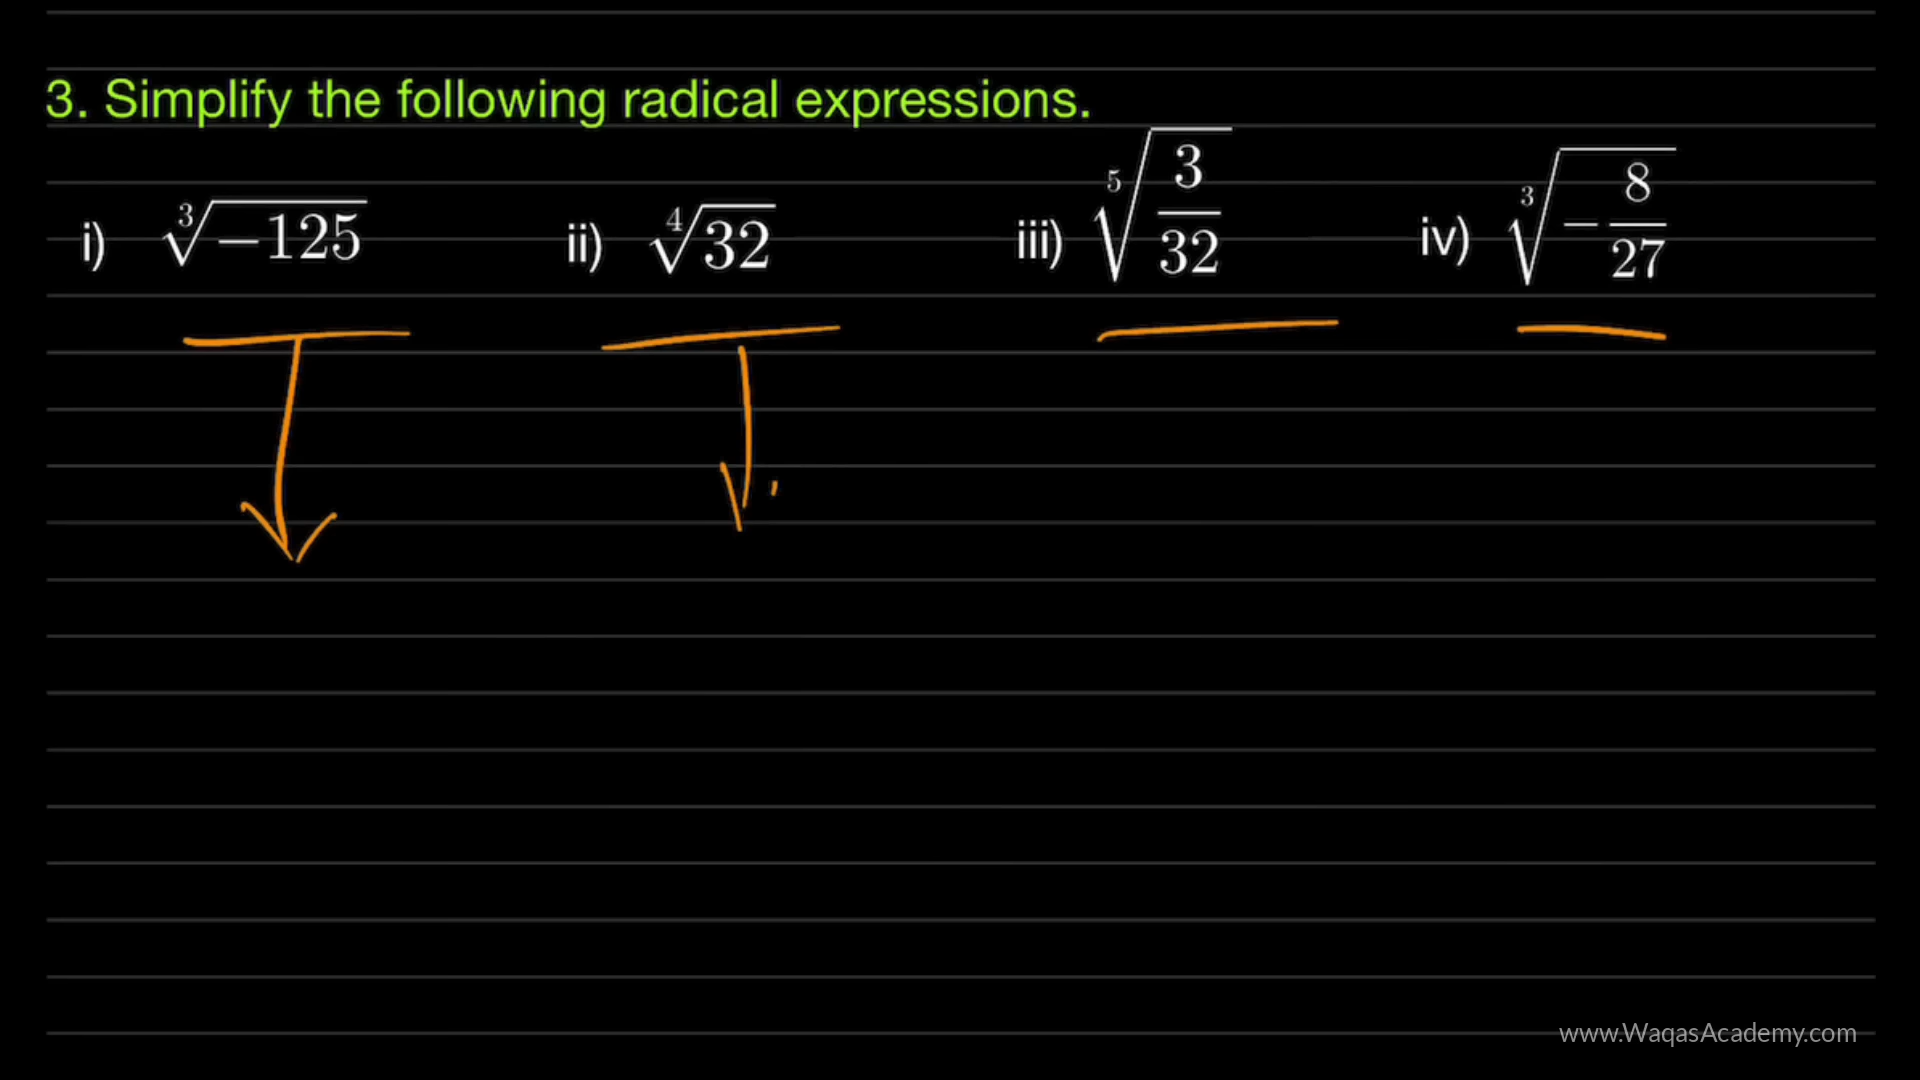 3. Simplify the following radical expressions.
i) ∛−125 ii) ∜32 iii) ⁵√(3/32) iv) ∛(−8/27)
www.WaqasAcademy.com